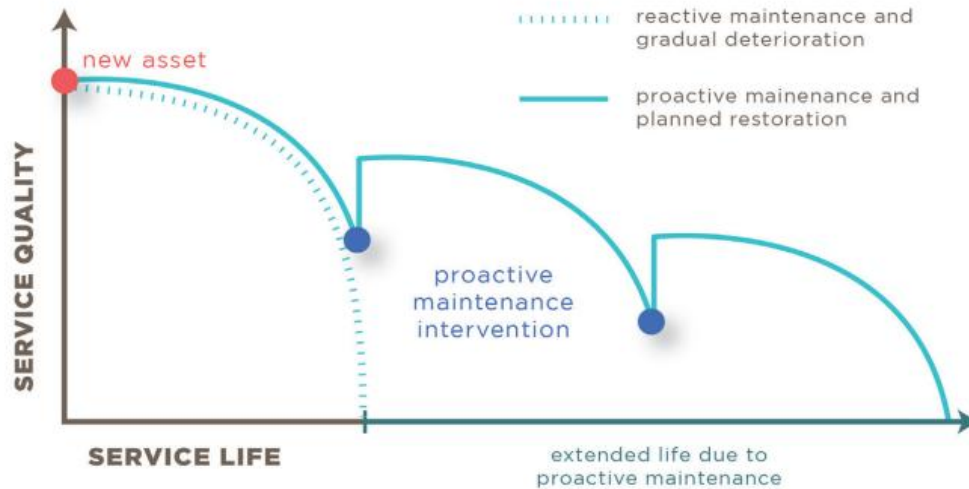 reactive maintenance and
gradual deterioration
new asset
proactive mainenance and
planned restoration
SERVICE QUALITY
proactive
maintenance
intervention
SERVICE LIFE
extended life due to
proactive maintenance